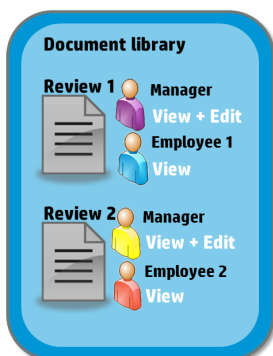 Document library
Review 1
Manager
View + Edit
Employee 1
View
Review 2
Manager
View + Edit
Employee 2
View